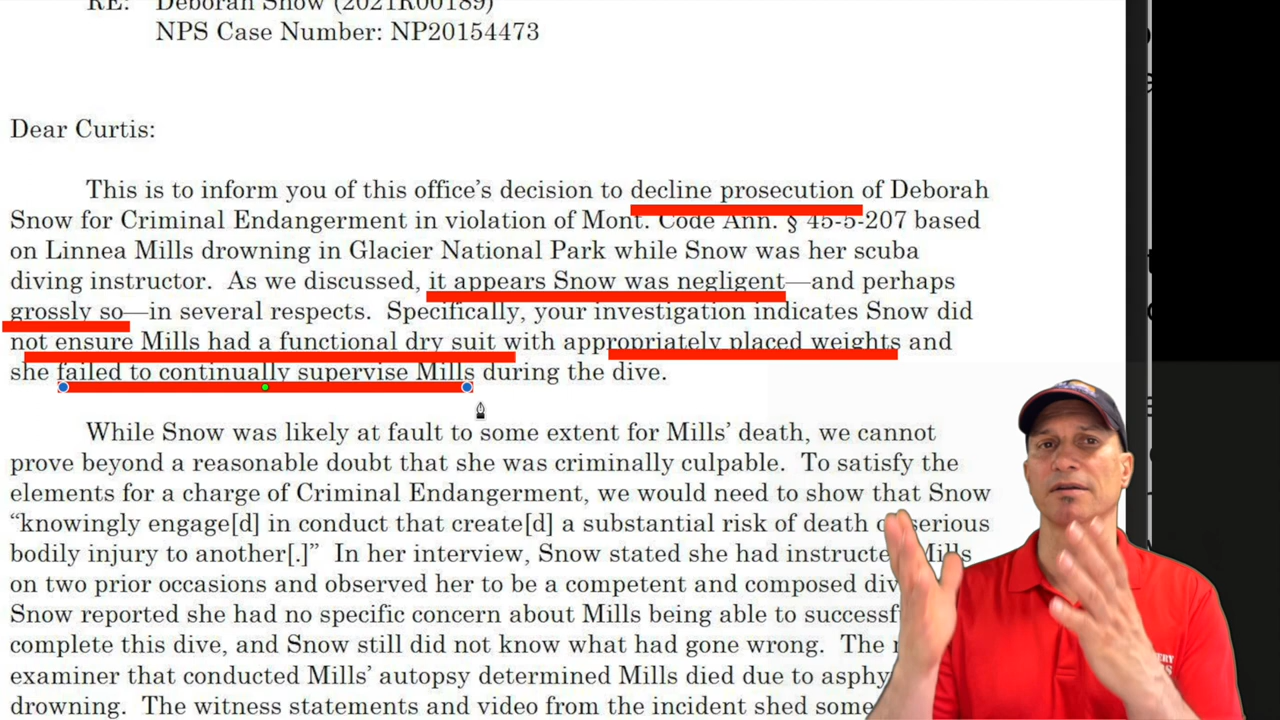 RE: Deborah Snow (2021R00189)
NPS Case Number: NP20154473
Dear Curtis:
This is to inform you of this office's decision to decline prosecution of Deborah
Snow for Criminal Endangerment in violation of Mont. Code Ann. § 45-5-207 based
on Linnea Mills drowning in Glacier National Park while Snow was her scuba
diving instructor. As we discussed, it appears Snow was negligent—and perhaps
grossly so—in several respects. Specifically, your investigation indicates Snow did
not ensure Mills had a functional dry suit with appropriately placed weights and
she failed to continually supervise Mills during the dive.
While Snow was likely at fault to some extent for Mills' death, we cannot
prove beyond a reasonable doubt that she was criminally culpable. To satisfy the
elements for a charge of Criminal Endangerment, we would need to show that Snow
"knowingly engage[d] in conduct that create[d] a substantial risk of death serious
bodily injury to another[.]" In her interview, Snow stated she had instructe Mills
on two prior occasions and observed her to be a competent and composed div
Snow reported she had no specific concern about Mills being able to successf
complete this dive, and Snow still did not know what had gone wrong. The
examiner that conducted Mills' autopsy determined Mills died due to asphy
drowning. The witness statements and video from the incident shed some